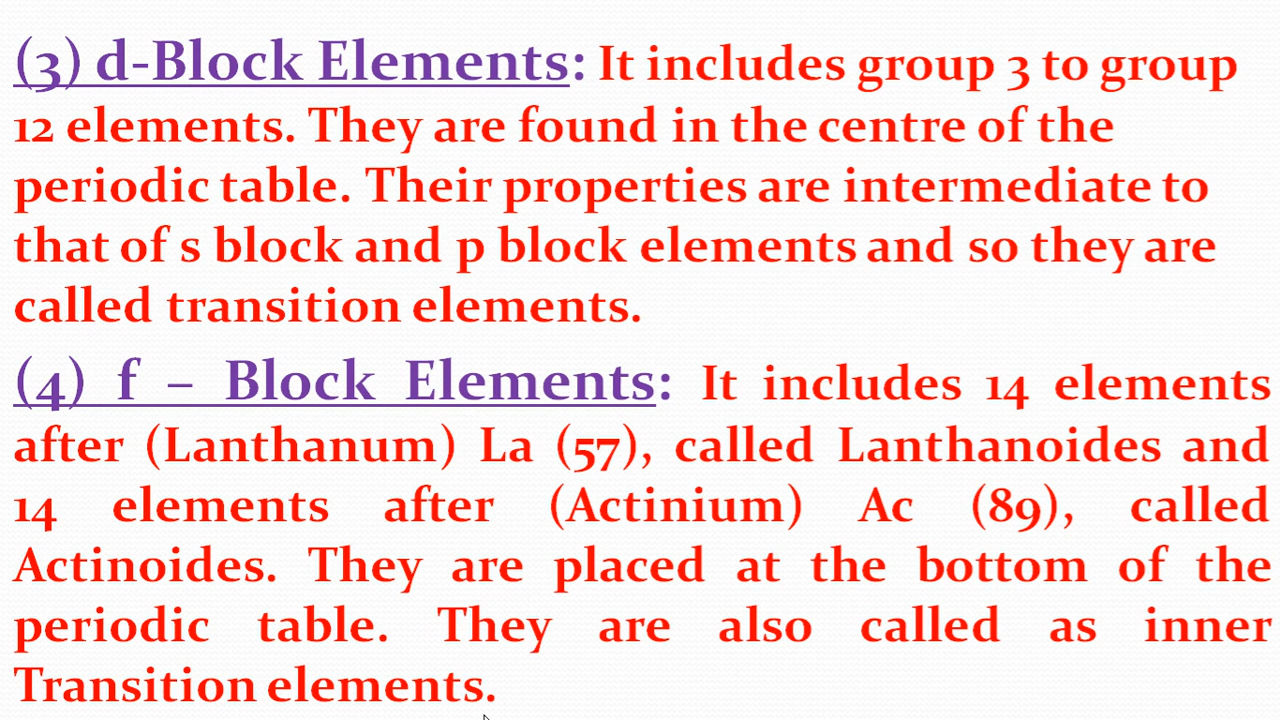 (3) d-Block Elements: It includes group 3 to group
12 elements. They are found in the centre of the
periodic table. Their properties are intermediate to
that of s block and p block elements and so they are
called transition elements.
(4) f – Block Elements: It includes 14 elements
after (Lanthanum) La (57), called Lanthanoides and
14 elements after (Actinium) Ac (89), called
Actinoides. They are placed at the bottom of the
periodic table. They are also called as inner
Transition elements.